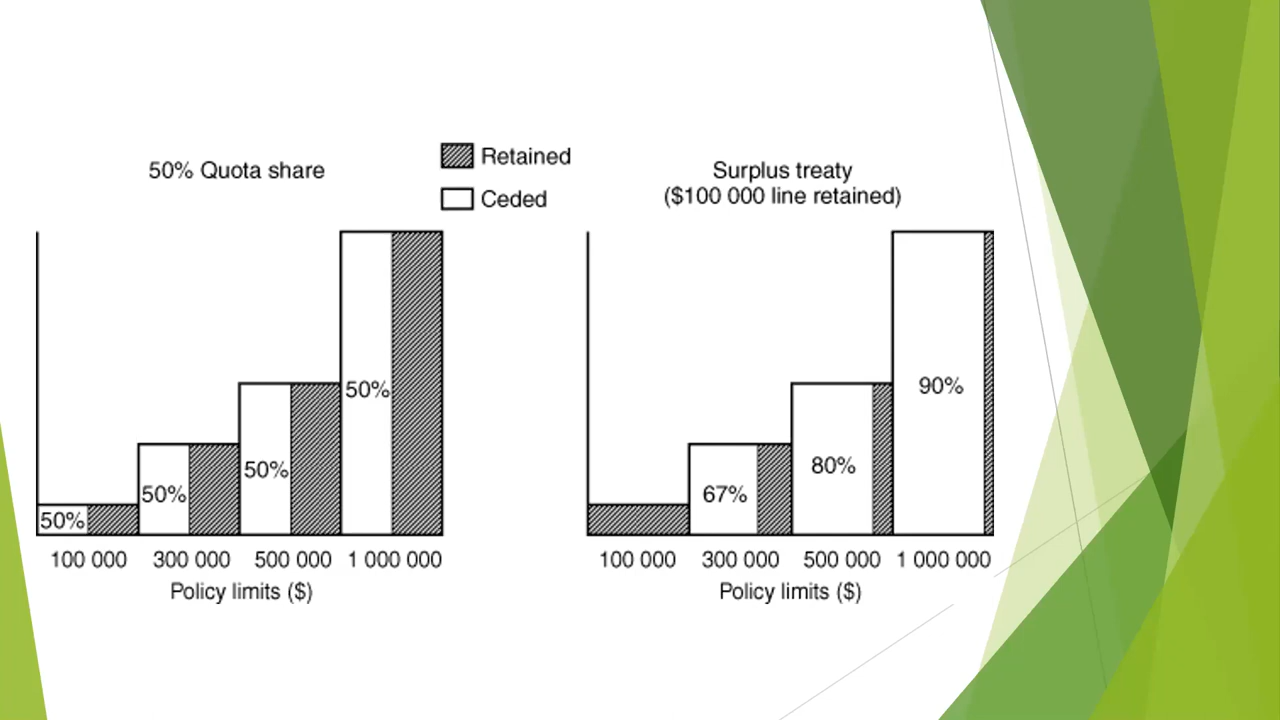 50% Quota share
Retained
Ceded
50%
50%
50%
50%
100 000 300 000 500 000 1 000 000
Policy limits ($)
Surplus treaty
($100 000 line retained)
90%
80%
67%
100 000 300 000 500 000 1 000 000
Policy limits ($)